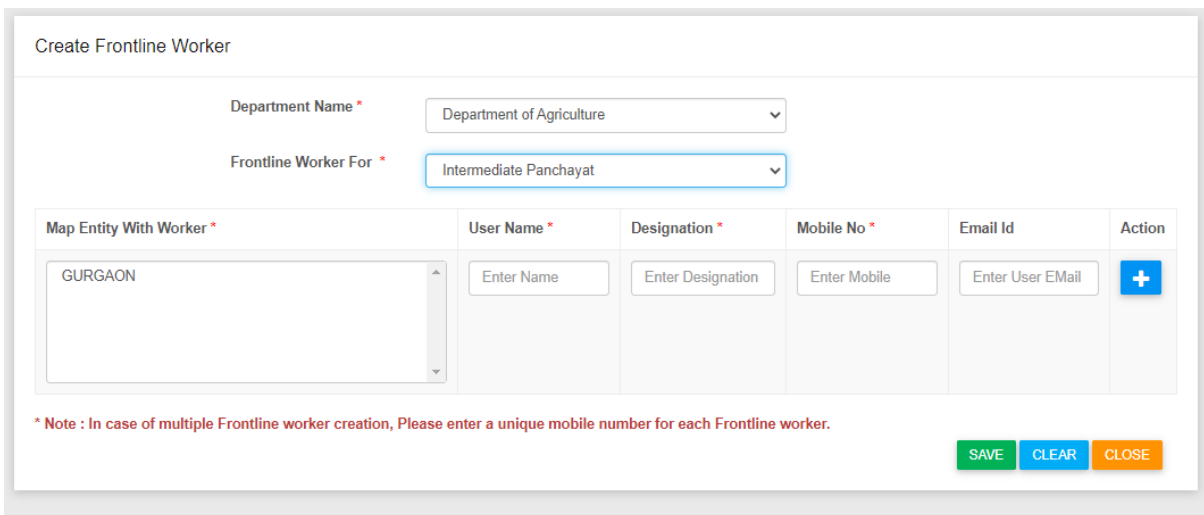 Create Frontline Worker
Department Name *
Department of Agriculture
Frontline Worker For *
Intermediate Panchayat
Map Entity With Worker * User Name * Designation * Mobile No * Email Id Action
GURGAON Enter Name Enter Designation Enter Mobile Enter User EMail +
* Note : In case of multiple Frontline worker creation, Please enter a unique mobile number for each Frontline worker.
SAVE CLEAR CLOSE